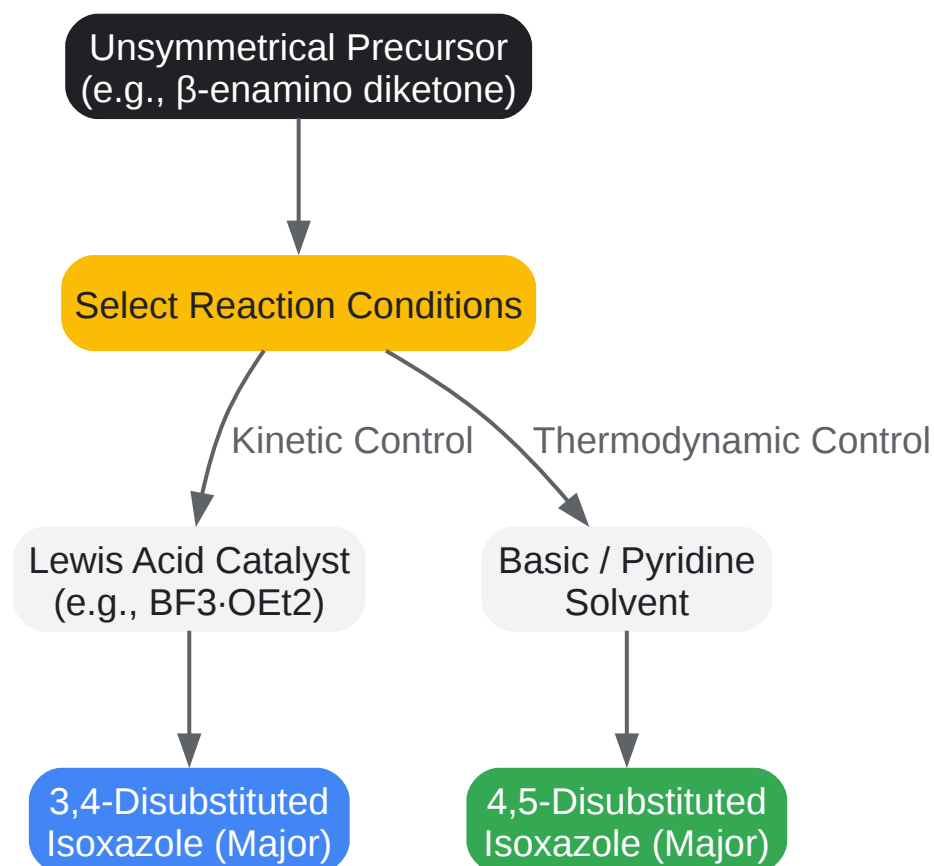 Unsymmetrical Precursor
(e.g., β-enamino diketone)
Select Reaction Conditions
Kinetic Control
Thermodynamic Control
Lewis Acid Catalyst
(e.g., BF3·OEt2)
Basic / Pyridine
Solvent
3,4-Disubstituted
Isoxazole (Major)
4,5-Disubstituted
Isoxazole (Major)